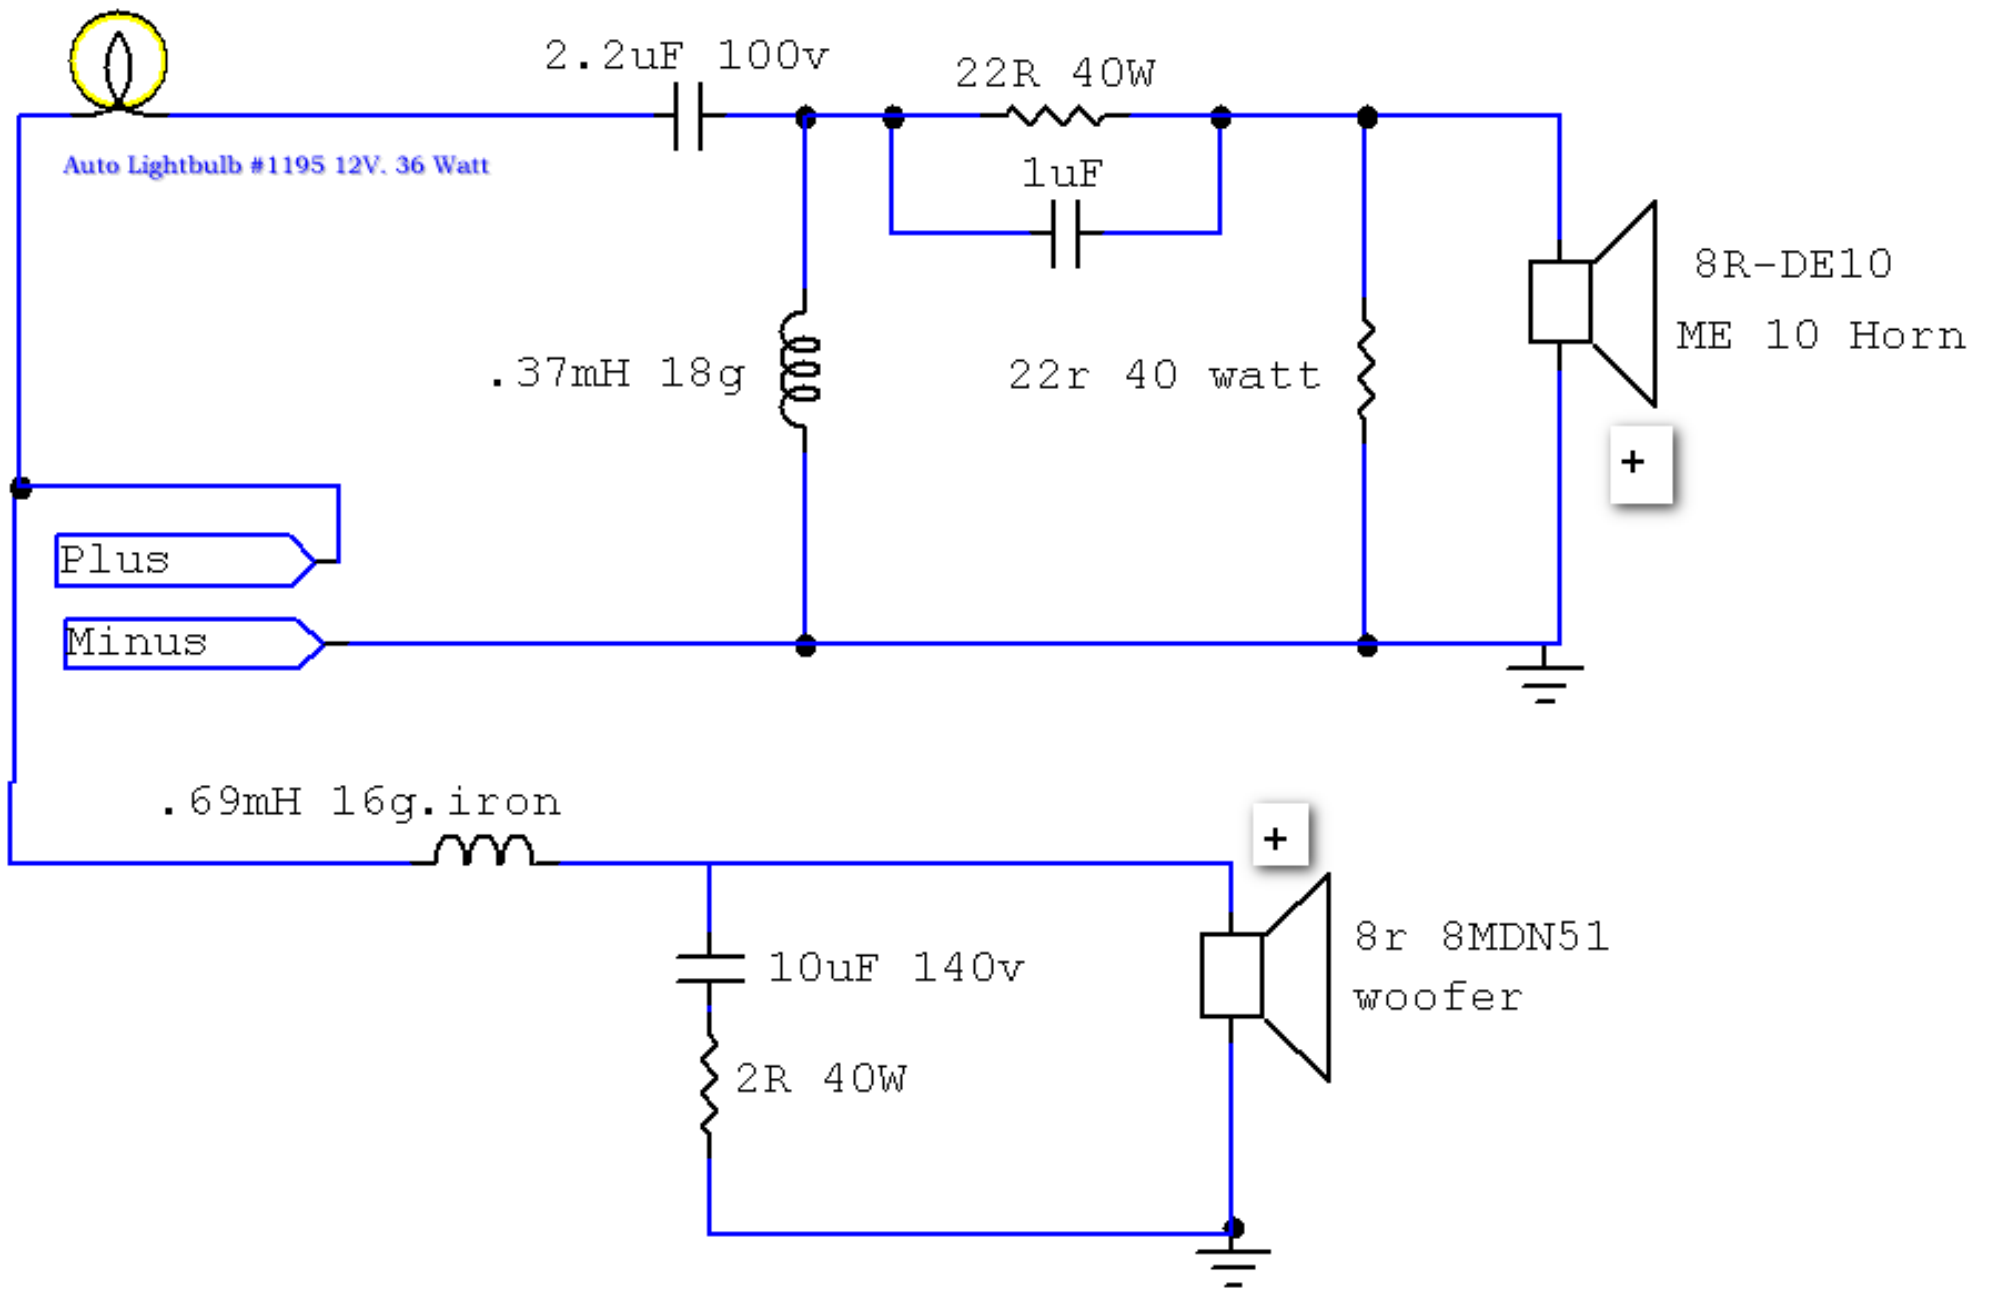 2.2uF 100v
22R 40W
Auto Lightbulb #1195 12V. 36 Watt
1uF
8R-DE10
ME 10 Horn
.37mH 18g
22r 40 watt
+
Plus
Minus
.69mH 16g.iron
+
8r 8MDN51
woofer
10uF 140v
2R 40W